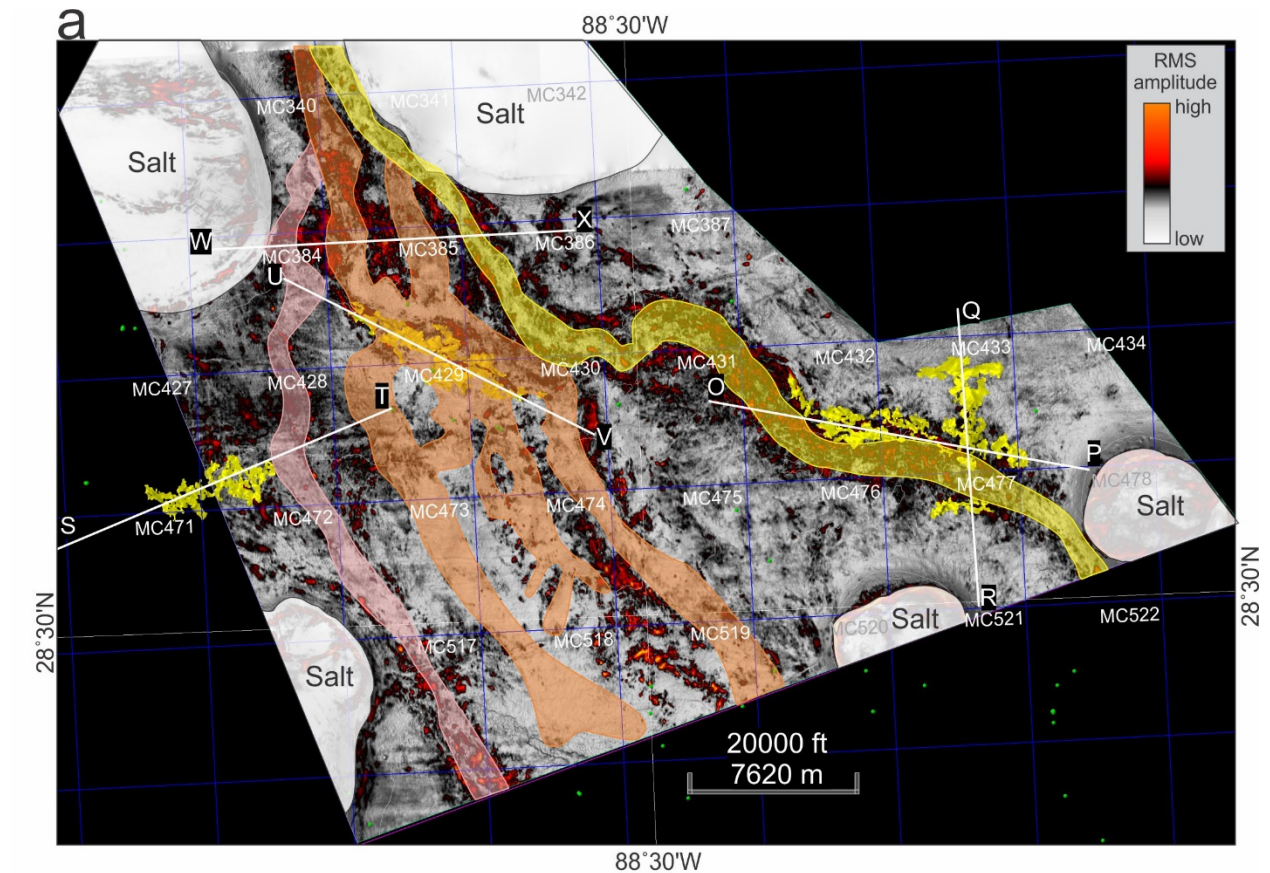 a
88˚30'W
RMS
amplitude
high
low
MC340
MC341
MC342
Salt
Salt
W
X
MC384
MC385
MC386
MC387
U
Q
MC427
MC428
MC429
MC430
MC431
MC432
MC433
MC434
T
O
V
P
S
MC471
MC472
MC473
MC474
MC475
MC476
MC477
MC478
Salt
28˚30'N
28˚30'N
R
MC517
MC518
MC519
MC520
Salt
MC521
MC522
Salt
20000 ft
7620 m
88˚30'W